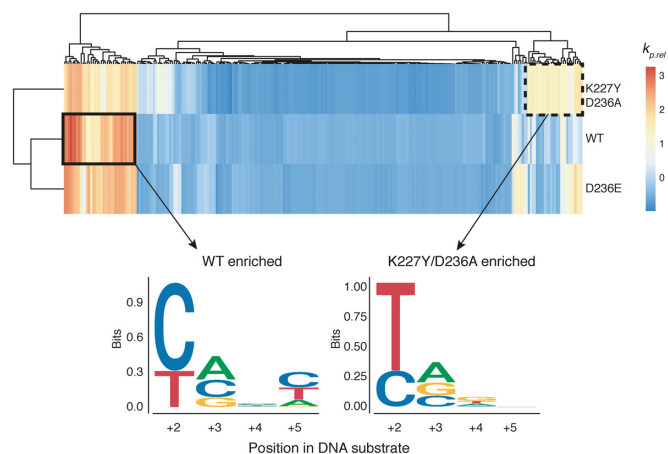 k p,rel
3
2
1
0
K227Y
D236A
WT
D236E
WT enriched
K227Y/D236A enriched
0.9
0.6
0.3
0.0
Bits
C
T
A
C
G
C
T
A
+2
+3
+4
+5
1.00
0.75
0.50
0.25
0.00
Bits
T
C
A
G
C
G
T
A
+2
+3
+4
+5
Position in DNA substrate